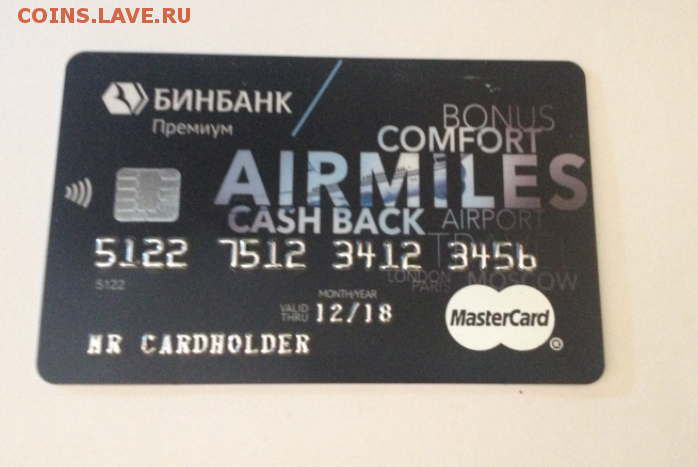 COINS.LAVE.RU
БИНБАНК
Премиум
BONUS
COMFORT
AIRMILES
CASH BACK AIRPORT
TRAVEL
5122 7512 3412 3456
LONDON
PARIS MOSCOW
5122
MONTH/YEAR
VALID THRU 12/18
MasterCard
MR CARDHOLDER